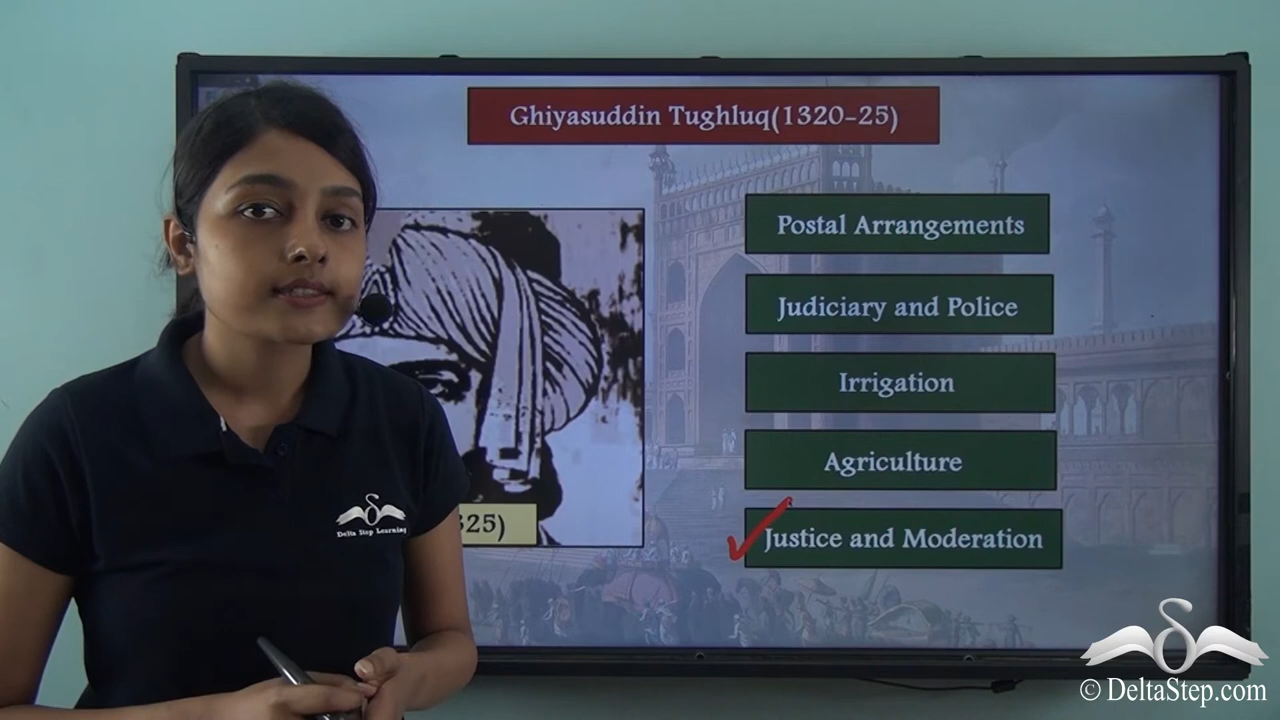 Ghiyasuddin Tughluq(1320-25)
Postal Arrangements
Judiciary and Police
Irrigation
Agriculture
Justice and Moderation
325)
Delta Step Learning
© DeltaStep.com